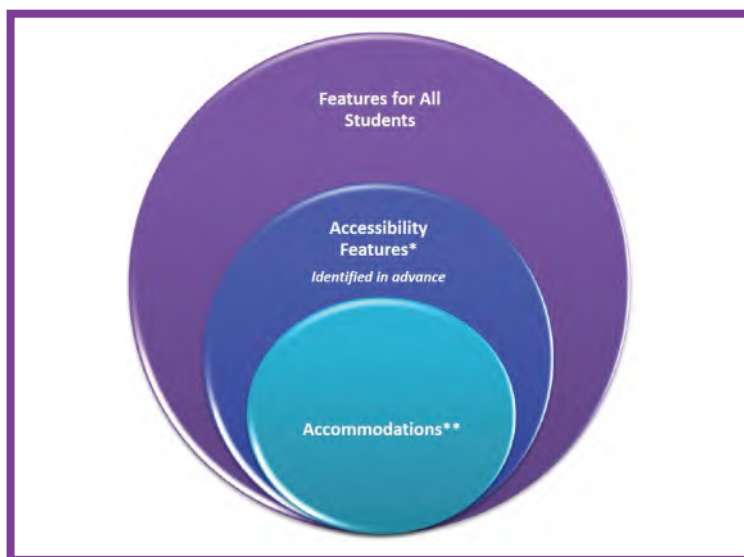 Features for All
Students
Accessibility
Features*
Identified in advance
Accommodations**